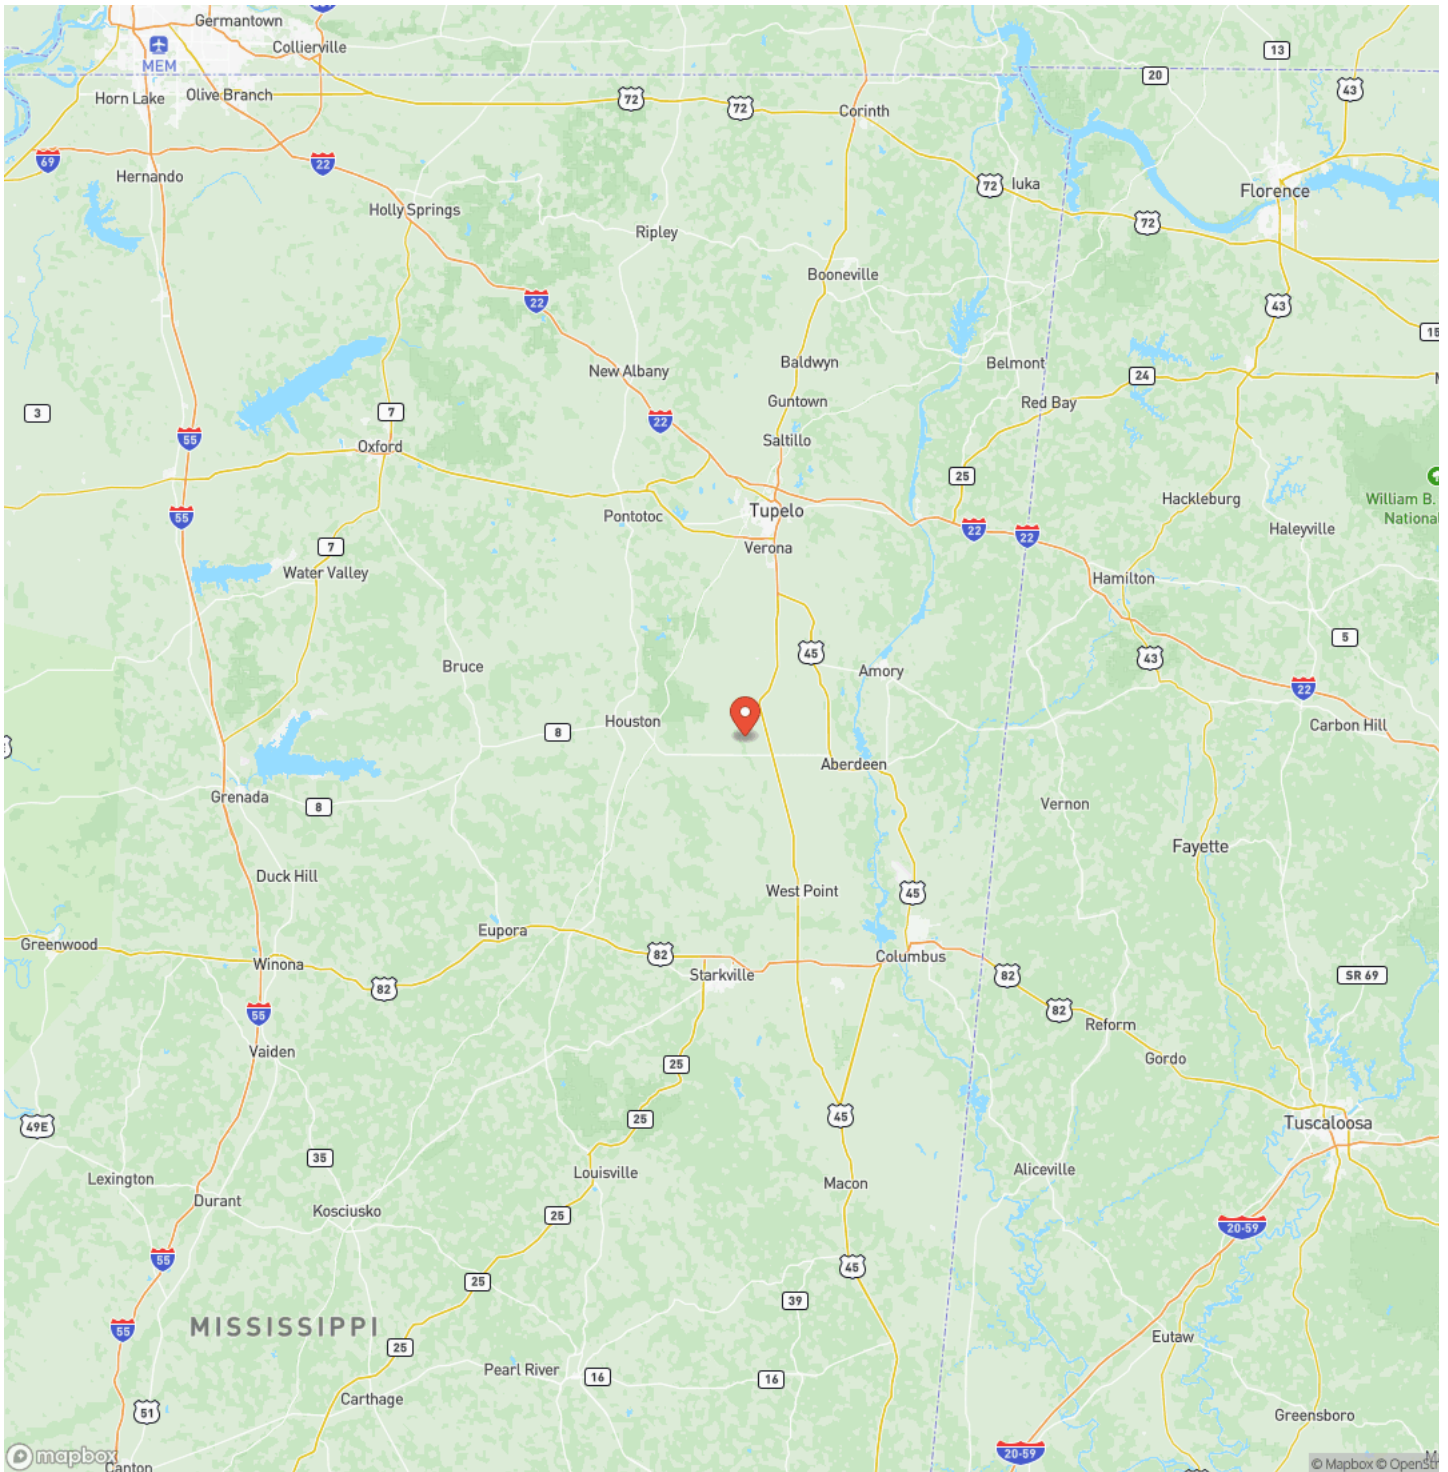 Germantown
Collierville
MEM
13
20
Horn Lake
Olive Branch
72
72
43
Corinth
69
22
Hernando
72
Iuka
Florence
Holly Springs
72
Ripley
Booneville
22
43
15
Baldwyn
Belmont
New Albany
24
Guntown
Red Bay
3
7
22
55
Saltillo
Oxford
25
Hackleburg
William B.
National
55
Tupelo
Pontotoc
22
22
Haleyville
7
Verona
Water Valley
Hamilton
5
45
43
Bruce
Amory
22
Houston
8
Carbon Hill
Aberdeen
Grenada
8
Vernon
Fayette
Duck Hill
West Point
45
Eupora
Greenwood
82
Columbus
Winona
Starkville
82
SR 69
82
55
82
Reform
Vaiden
Gordo
25
45
49E
25
Tuscaloosa
35
Louisville
Aliceville
Lexington
Macon
Durant
Kosciusko
25
20-59
55
45
25
39
55
MISSISSIPPI
Eutaw
25
Pearl River
16
16
Carthage
51
Greensboro
20-59
mapbox
Canton
© Mapbox © OpenStr